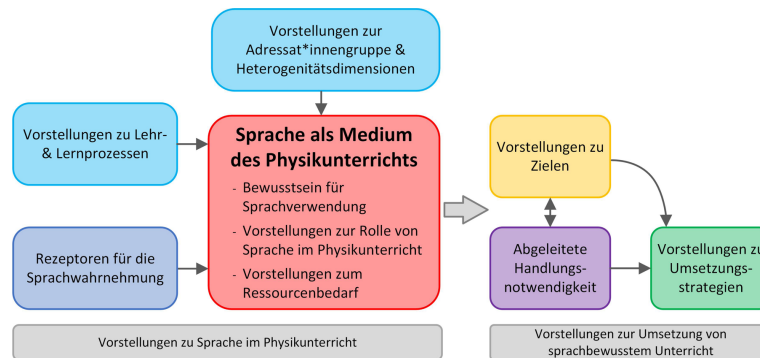 Vorstellungen zur
Adressat*innengruppe &
Heterogenitätsdimensionen
Vorstellungen zu Lehr-
& Lernprozessen
Rezeptoren für die
Sprachwahrnehmung
Sprache als Medium
des Physikunterrichts
- Bewusstsein für
Sprachverwendung
- Vorstellungen zur Rolle von
Sprache im Physikunterricht
- Vorstellungen zum
Ressourcenbedarf
Vorstellungen zu
Zielen
Abgeleitete
Handlungs-
notwendigkeit
Vorstellungen zu
Umsetzungs-
strategien
Vorstellungen zu Sprache im Physikunterricht
Vorstellungen zur Umsetzung von
sprachbewusstem Unterricht